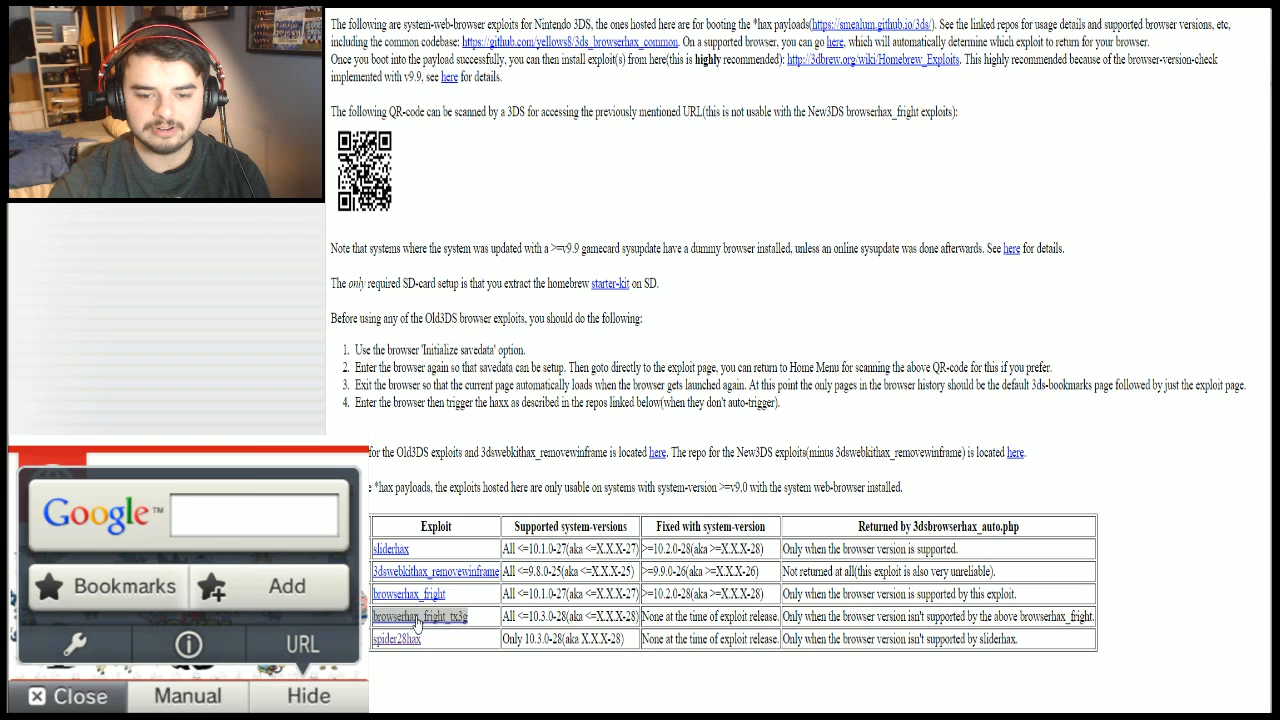 The following are system-web-browser exploits for Nintendo 3DS, the ones hosted here are for booting the *hax payloads(https://smealum.github.io/3ds/). See the linked repos for usage details and supported browser versions, etc,
including the common codebase: https://github.com/yellows8/3ds_browserhax_common. On a supported browser, you can go here, which will automatically determine which exploit to return for your browser.
Once you boot into the payload successfully, you can then install exploit(s) from here(this is highly recommended): http://3dbrew.org/wiki/Homebrew_Exploits. This highly recommended because of the browser-version-check
implemented with v9.9, see here for details.
The following QR-code can be scanned by a 3DS for accessing the previously mentioned URL(this is not usable with the New3DS browserhax_fright exploits):
Note that systems where the system was updated with a >=v9.9 gamecard sysupdate have a dummy browser installed, unless an online sysupdate was done afterwards. See here for details.
The only required SD-card setup is that you extract the homebrew starter-kit on SD.
Before using any of the Old3DS browser exploits, you should do the following:
1. Use the browser 'Initialize savedata' option.
2. Enter the browser again so that savedata can be setup. Then goto directly to the exploit page, you can return to Home Menu for scanning the above QR-code for this if you prefer.
3. Exit the browser so that the current page automatically loads when the browser gets launched again. At this point the only pages in the browser history should be the default 3ds-bookmarks page followed by just the exploit page.
4. Enter the browser then trigger the haxx as described in the repos linked below(when they don't auto-trigger).
for the Old3DS exploits and 3dswebkithax_removewinframe is located here. The repo for the New3DS exploits(minus 3dswebkithax_removewinframe) is located here.
*hax payloads, the exploits hosted here are only usable on systems with system-version >=v9.0 with the system web-browser installed.
Exploit Supported system-versions Fixed with system-version Returned by 3dsbrowserhax_auto.php
sliderhax All <=10.1.0-27(aka <=X.X.X-27) >=10.2.0-28(aka >=X.X.X-28) Only when the browser version is supported.
3dswebkithax_removewinframe All <=9.8.0-25(aka <=X.X.X-25) >=9.9.0-26(aka >=X.X.X-26) Not returned at all(this exploit is also very unreliable).
browserhax_fright All <=10.1.0-27(aka <=X.X.X-27) >=10.2.0-28(aka >=X.X.X-28) Only when the browser version is supported by this exploit.
browserhax_fright_tx3g All <=10.3.0-28(aka <=X.X.X-28) None at the time of exploit release. Only when the browser version isn't supported by the above browserhax_fright.
spider28hax Only 10.3.0-28(aka X.X.X-28) None at the time of exploit release. Only when the browser version isn't supported by sliderhax.
Google™
Bookmarks Add
URL
Close Manual Hide